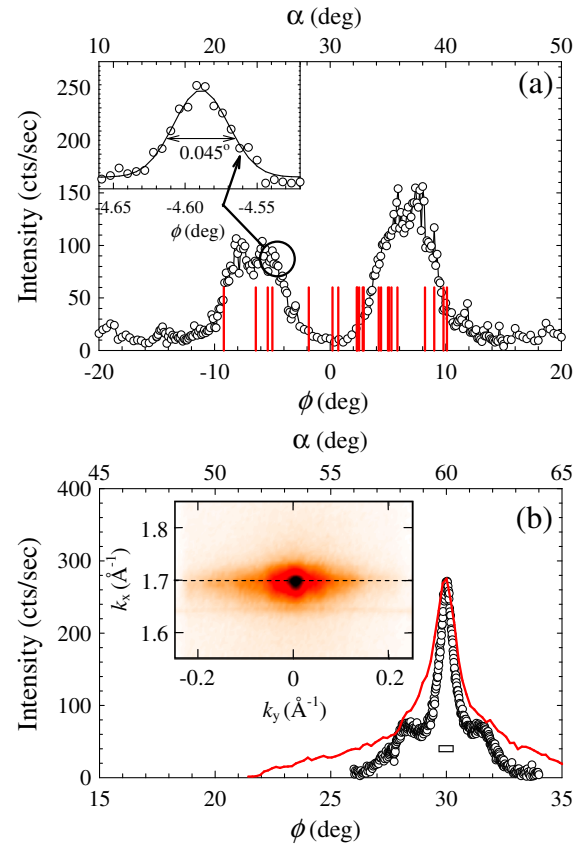 α (deg)
10 20 30 40 50
(a)
250
200
150
100
50
0
Intensity (cts/sec)
0.045°
-4.65 -4.60 -4.55
ϕ (deg)
-20 -10 0 10 20
ϕ (deg)
α (deg)
45 50 55 60 65
(b)
400
300
200
100
0
Intensity (cts/sec)
1.8
1.7
1.6
kx (Å-1)
-0.2 0 0.2
ky (Å-1)
15 20 25 30 35
ϕ (deg)